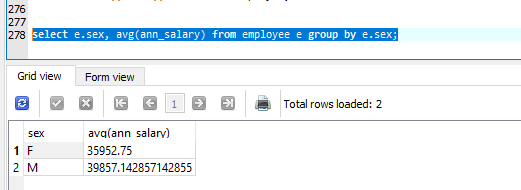 276
277
278 select e.sex, avg(ann_salary) from employee e group by e.sex;
Grid view Form view
1 Total rows loaded: 2
sex avg(ann_salary)
1 F 35952.75
2 M 39857.142857142855